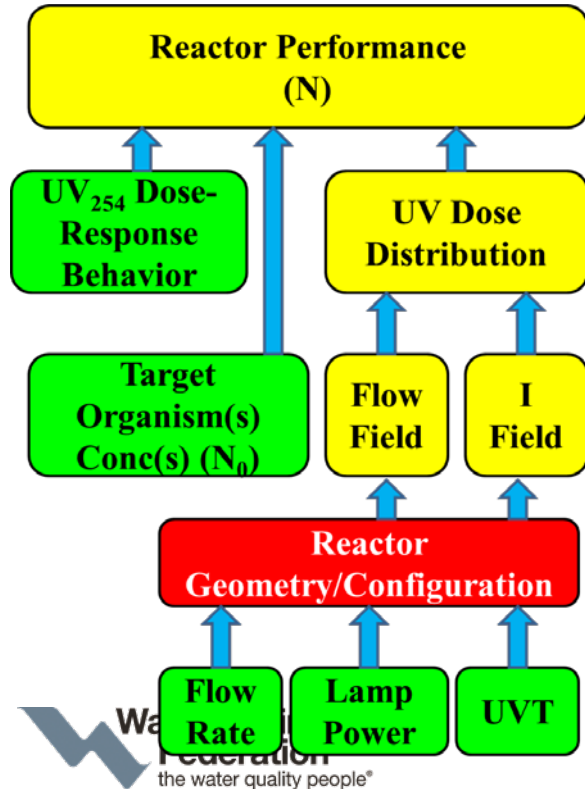 Reactor Performance
(N)
UV₂₅₄ Dose-
Response
Behavior
UV Dose
Distribution
Target
Organism(s)
Conc(s) (N₀)
Flow
Field
I
Field
Reactor
Geometry/Configuration
Flow
Rate
Lamp
Power
UVT
Federation
the water quality people®